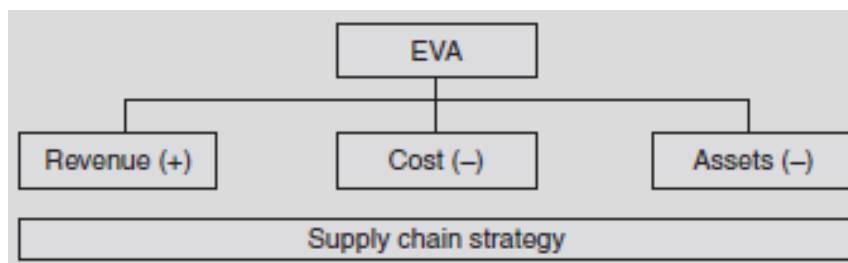 EVA
Revenue (+)
Cost (–)
Assets (–)
Supply chain strategy